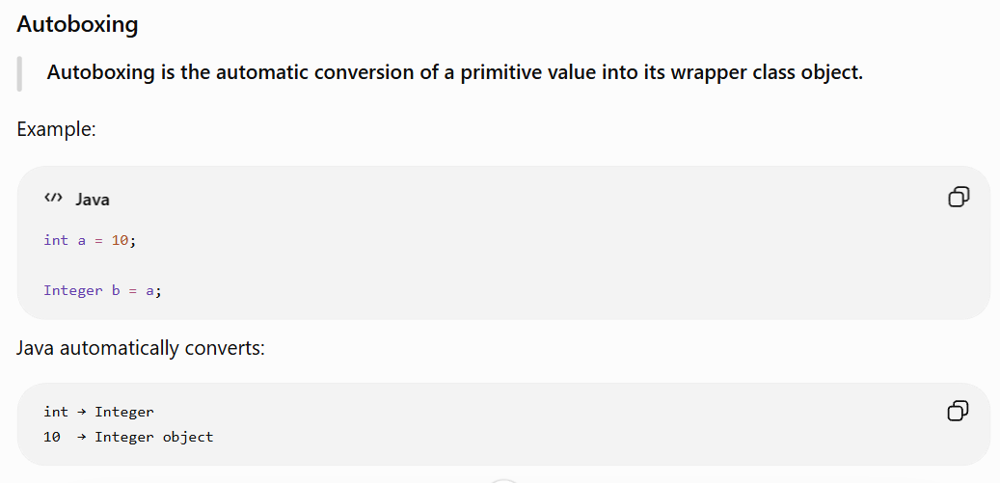 Autoboxing
Autoboxing is the automatic conversion of a primitive value into its wrapper class object.
Example:
</> Java
int a = 10;
Integer b = a;
Java automatically converts:
int → Integer
10  → Integer object